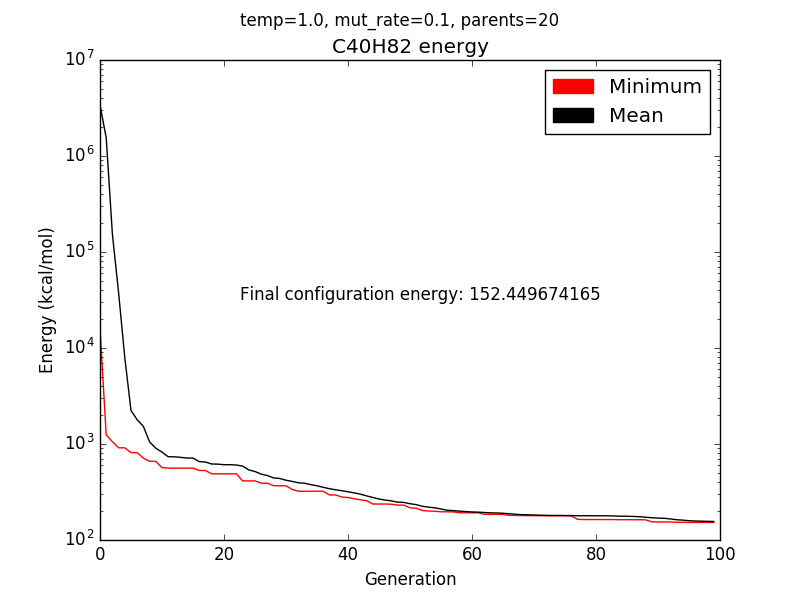 temp=1.0, mut_rate=0.1, parents=20
C40H82 energy
10^7
10^6
10^5
10^4
10^3
10^2
Energy (kcal/mol)
Minimum
Mean
Final configuration energy: 152.449674165
0 20 40 60 80 100
Generation